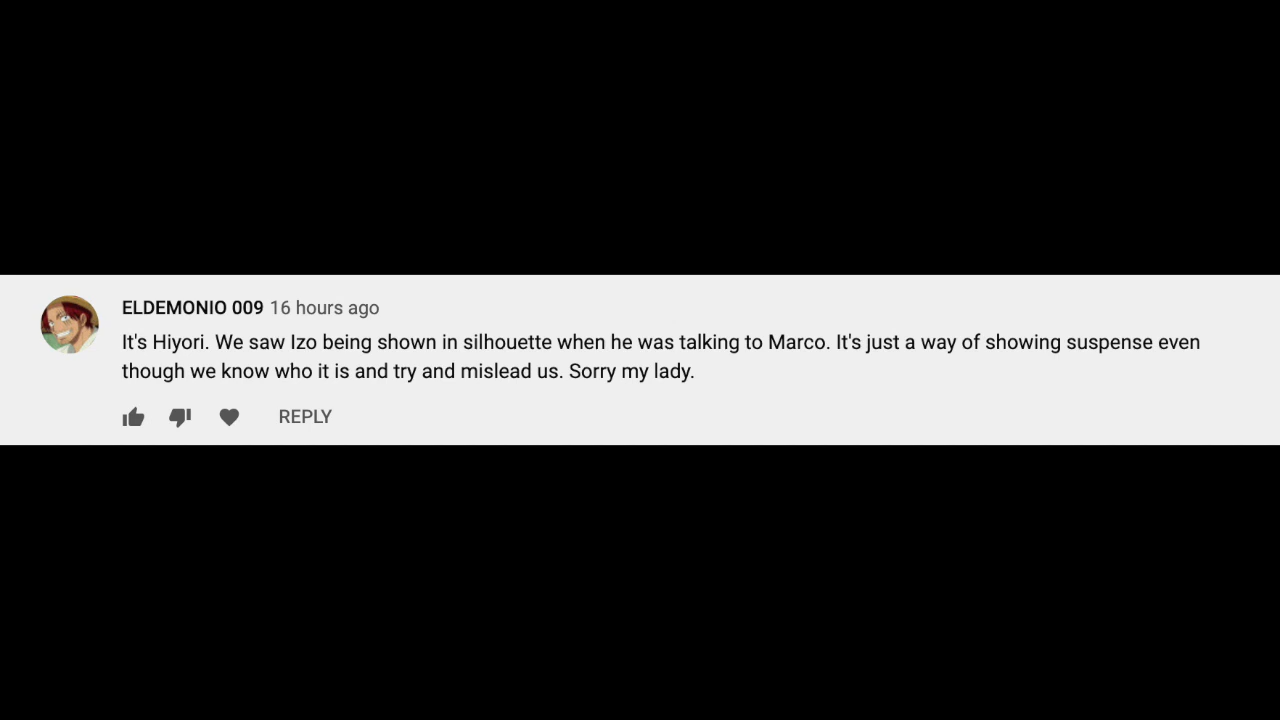 ELDEMONIO 009 16 hours ago
It's Hiyori. We saw Izo being shown in silhouette when he was talking to Marco. It's just a way of showing suspense even
though we know who it is and try and mislead us. Sorry my lady.
REPLY